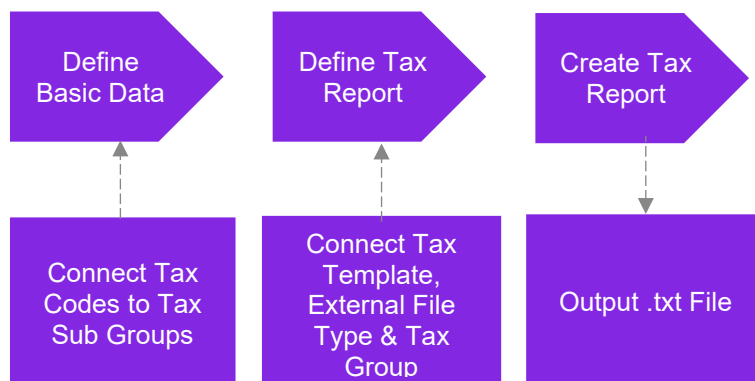 Define
Basic Data
Define Tax
Report
Create Tax
Report
Connect Tax
Codes to Tax
Sub Groups
Connect Tax
Template,
External File
Type & Tax
Group
Output .txt File